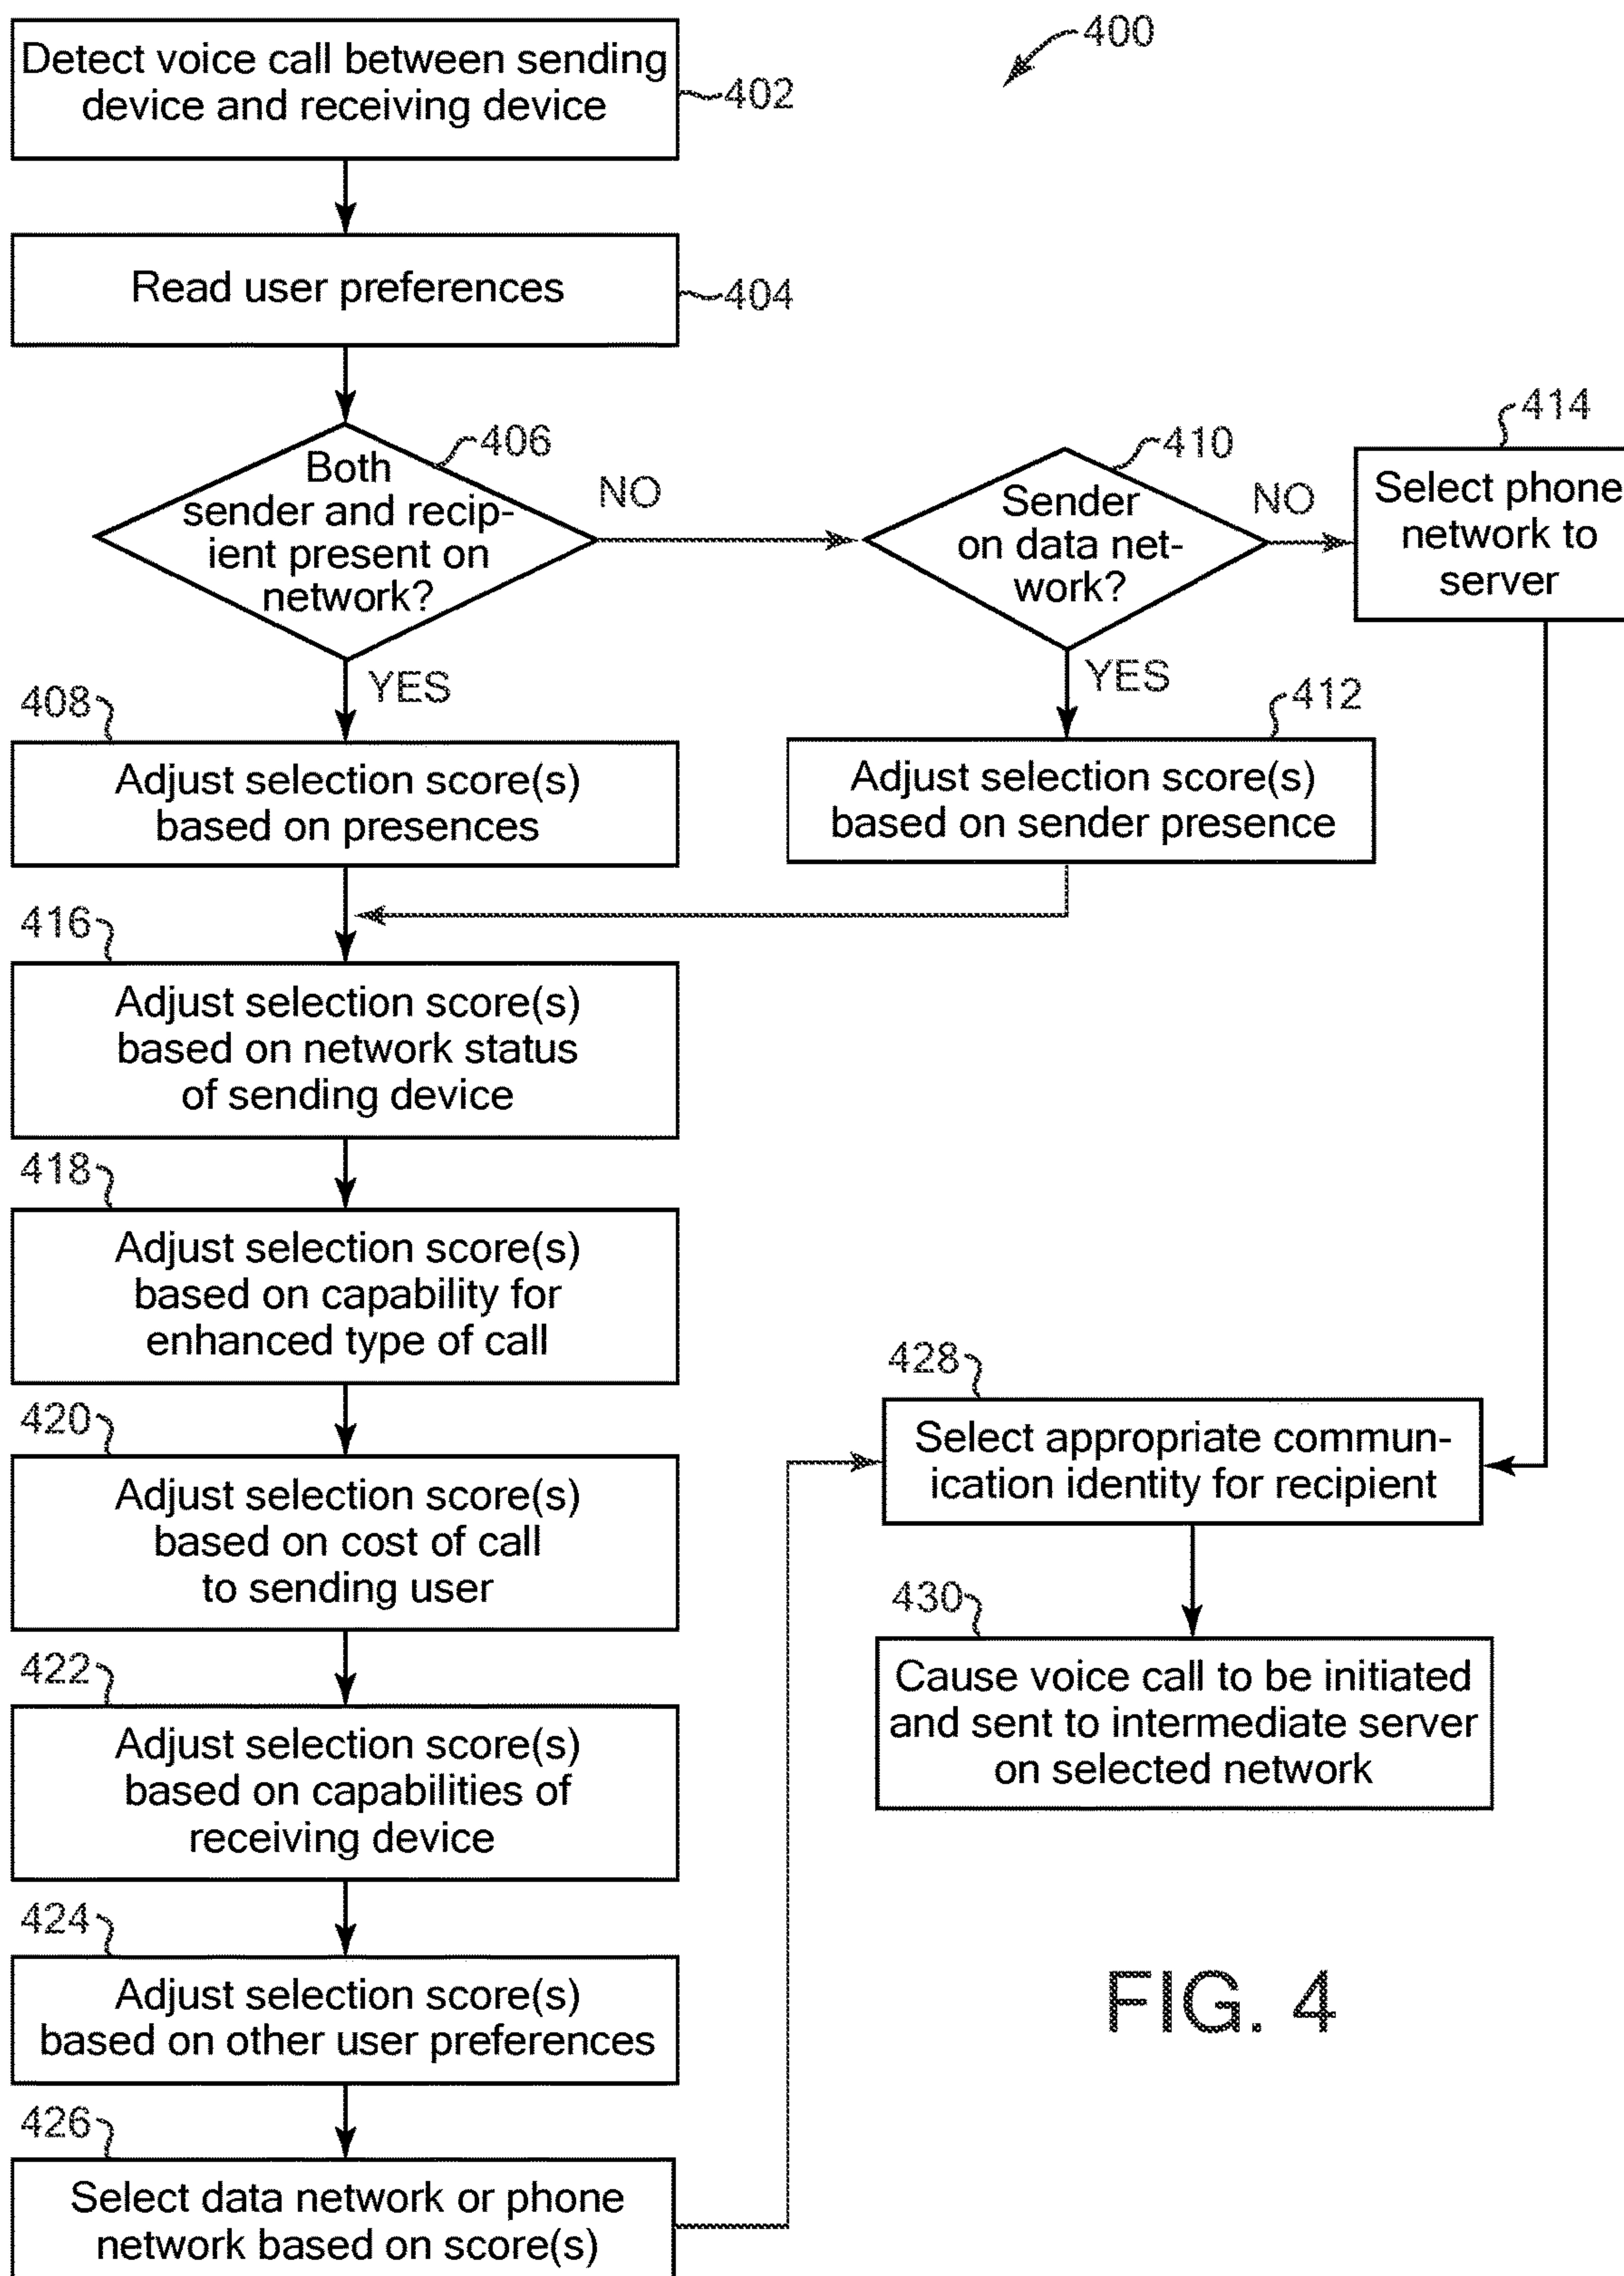 400
Detect voice call between sending
device and receiving device
402
Read user preferences
404
406
Both
sender and recip-
ient present on
network?
NO
YES
410
Sender
on data net-
work?
NO
YES
414
Select phone
network to
server
408
Adjust selection score(s)
based on presences
412
Adjust selection score(s)
based on sender presence
416
Adjust selection score(s)
based on network status
of sending device
418
Adjust selection score(s)
based on capability for
enhanced type of call
420
Adjust selection score(s)
based on cost of call
to sending user
422
Adjust selection score(s)
based on capabilities of
receiving device
424
Adjust selection score(s)
based on other user preferences
426
Select data network or phone
network based on score(s)
428
Select appropriate commun-
ication identity for recipient
430
Cause voice call to be initiated
and sent to intermediate server
on selected network
FIG. 4